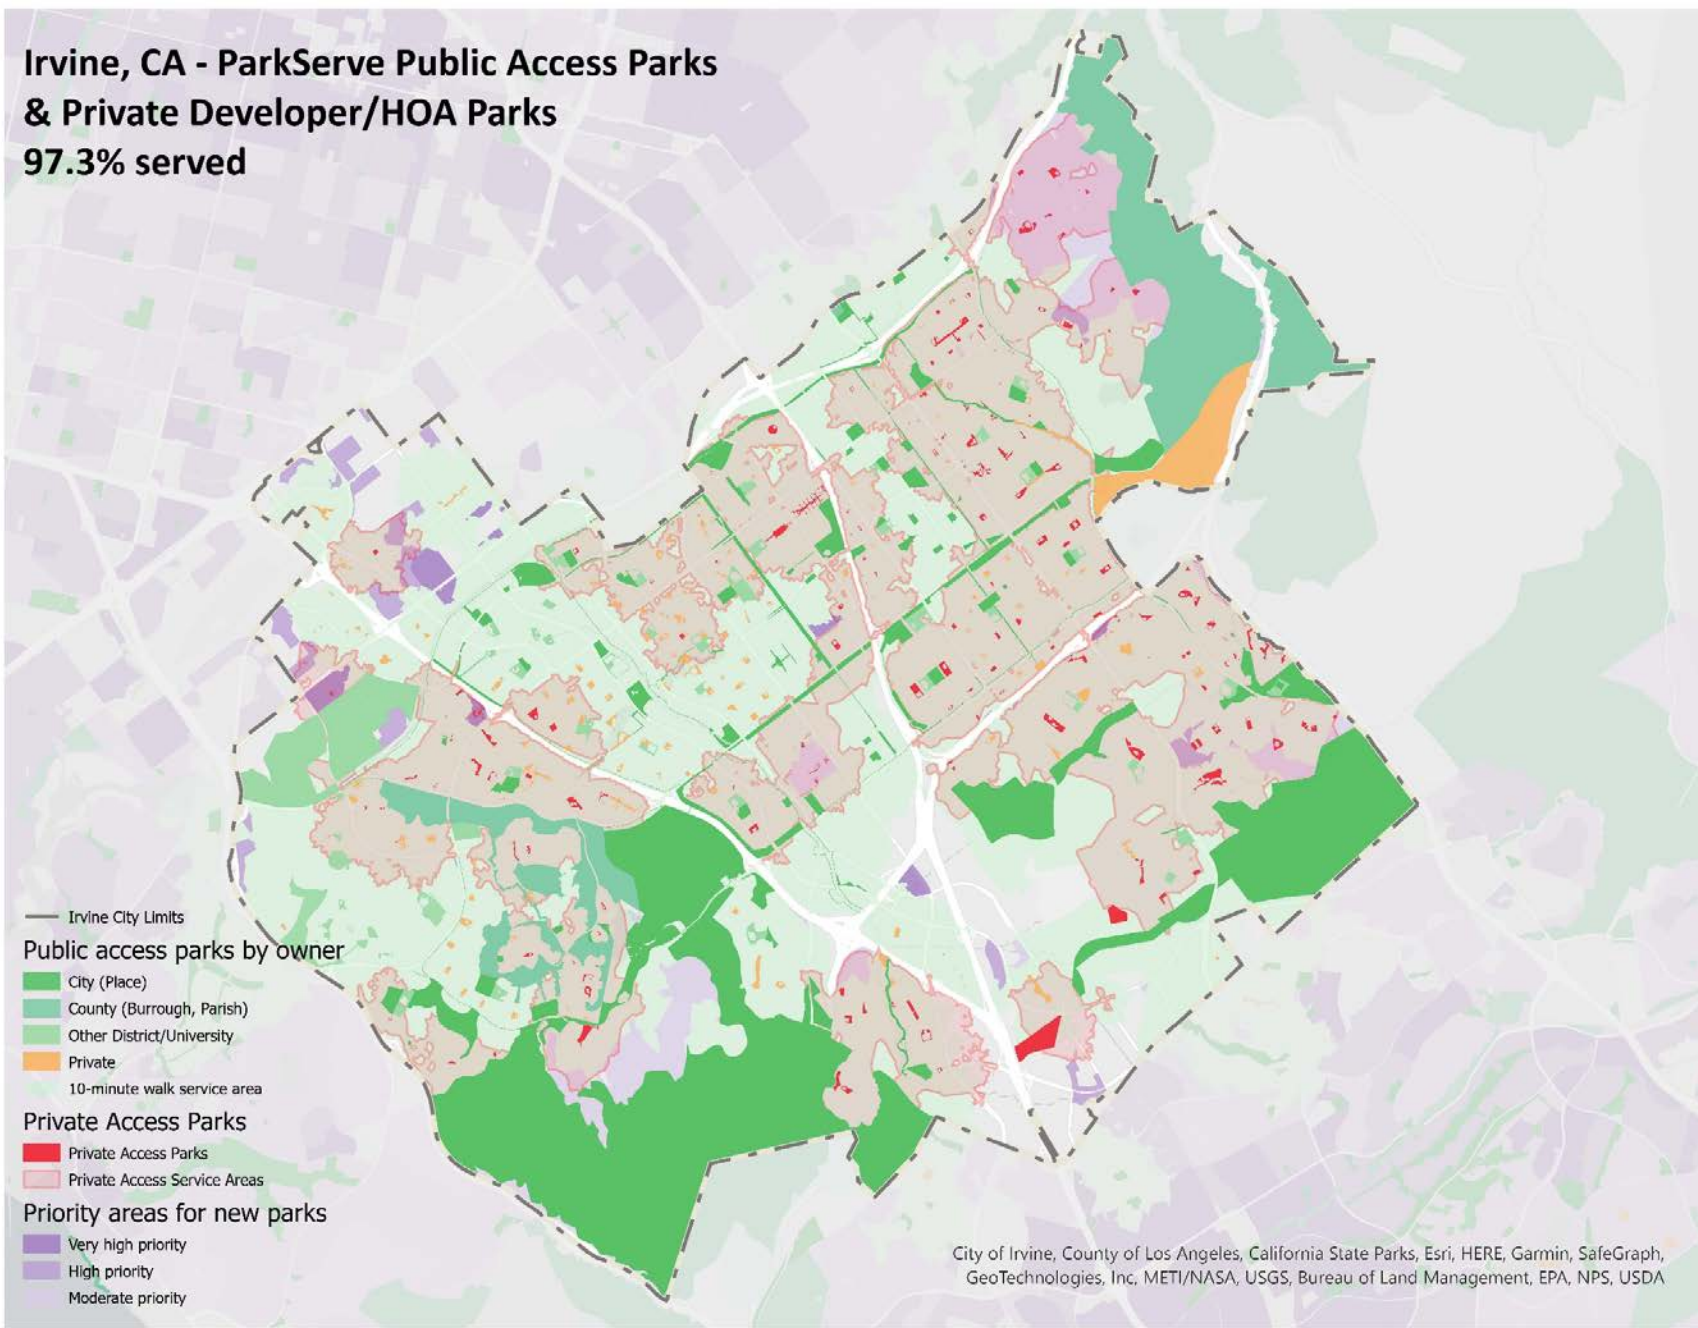 Irvine, CA - ParkServe Public Access Parks
& Private Developer/HOA Parks
97.3% served
Irvine City Limits
Public access parks by owner
City (Place)
County (Burrough, Parish)
Other District/University
Private
10-minute walk service area
Private Access Parks
Private Access Parks
Private Access Service Areas
Priority areas for new parks
Very high priority
High priority
Moderate priority
City of Irvine, County of Los Angeles, California State Parks, Esri, HERE, Garmin, SafeGraph,
GeoTechnologies, Inc, METI/NASA, USGS, Bureau of Land Management, EPA, NPS, USDA